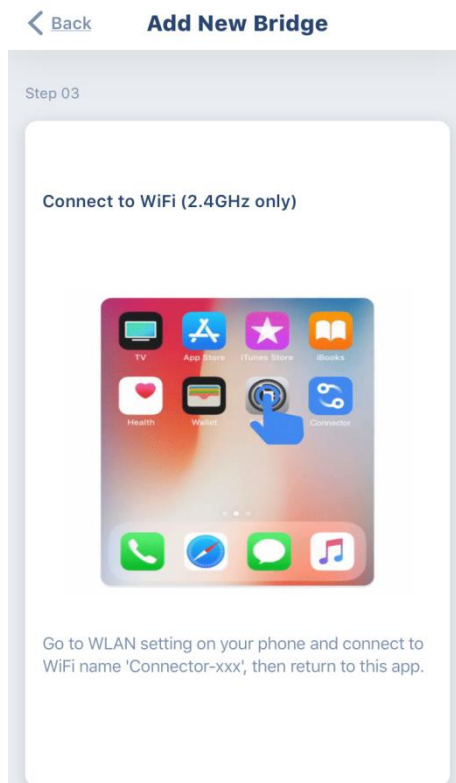 Back
Add New Bridge
Step 03
Connect to WiFi (2.4GHz only)
TV App Store iTunes Store iBooks
Health Wallet Connector
Go to WLAN setting on your phone and connect to
WiFi name 'Connector-xxx', then return to this app.